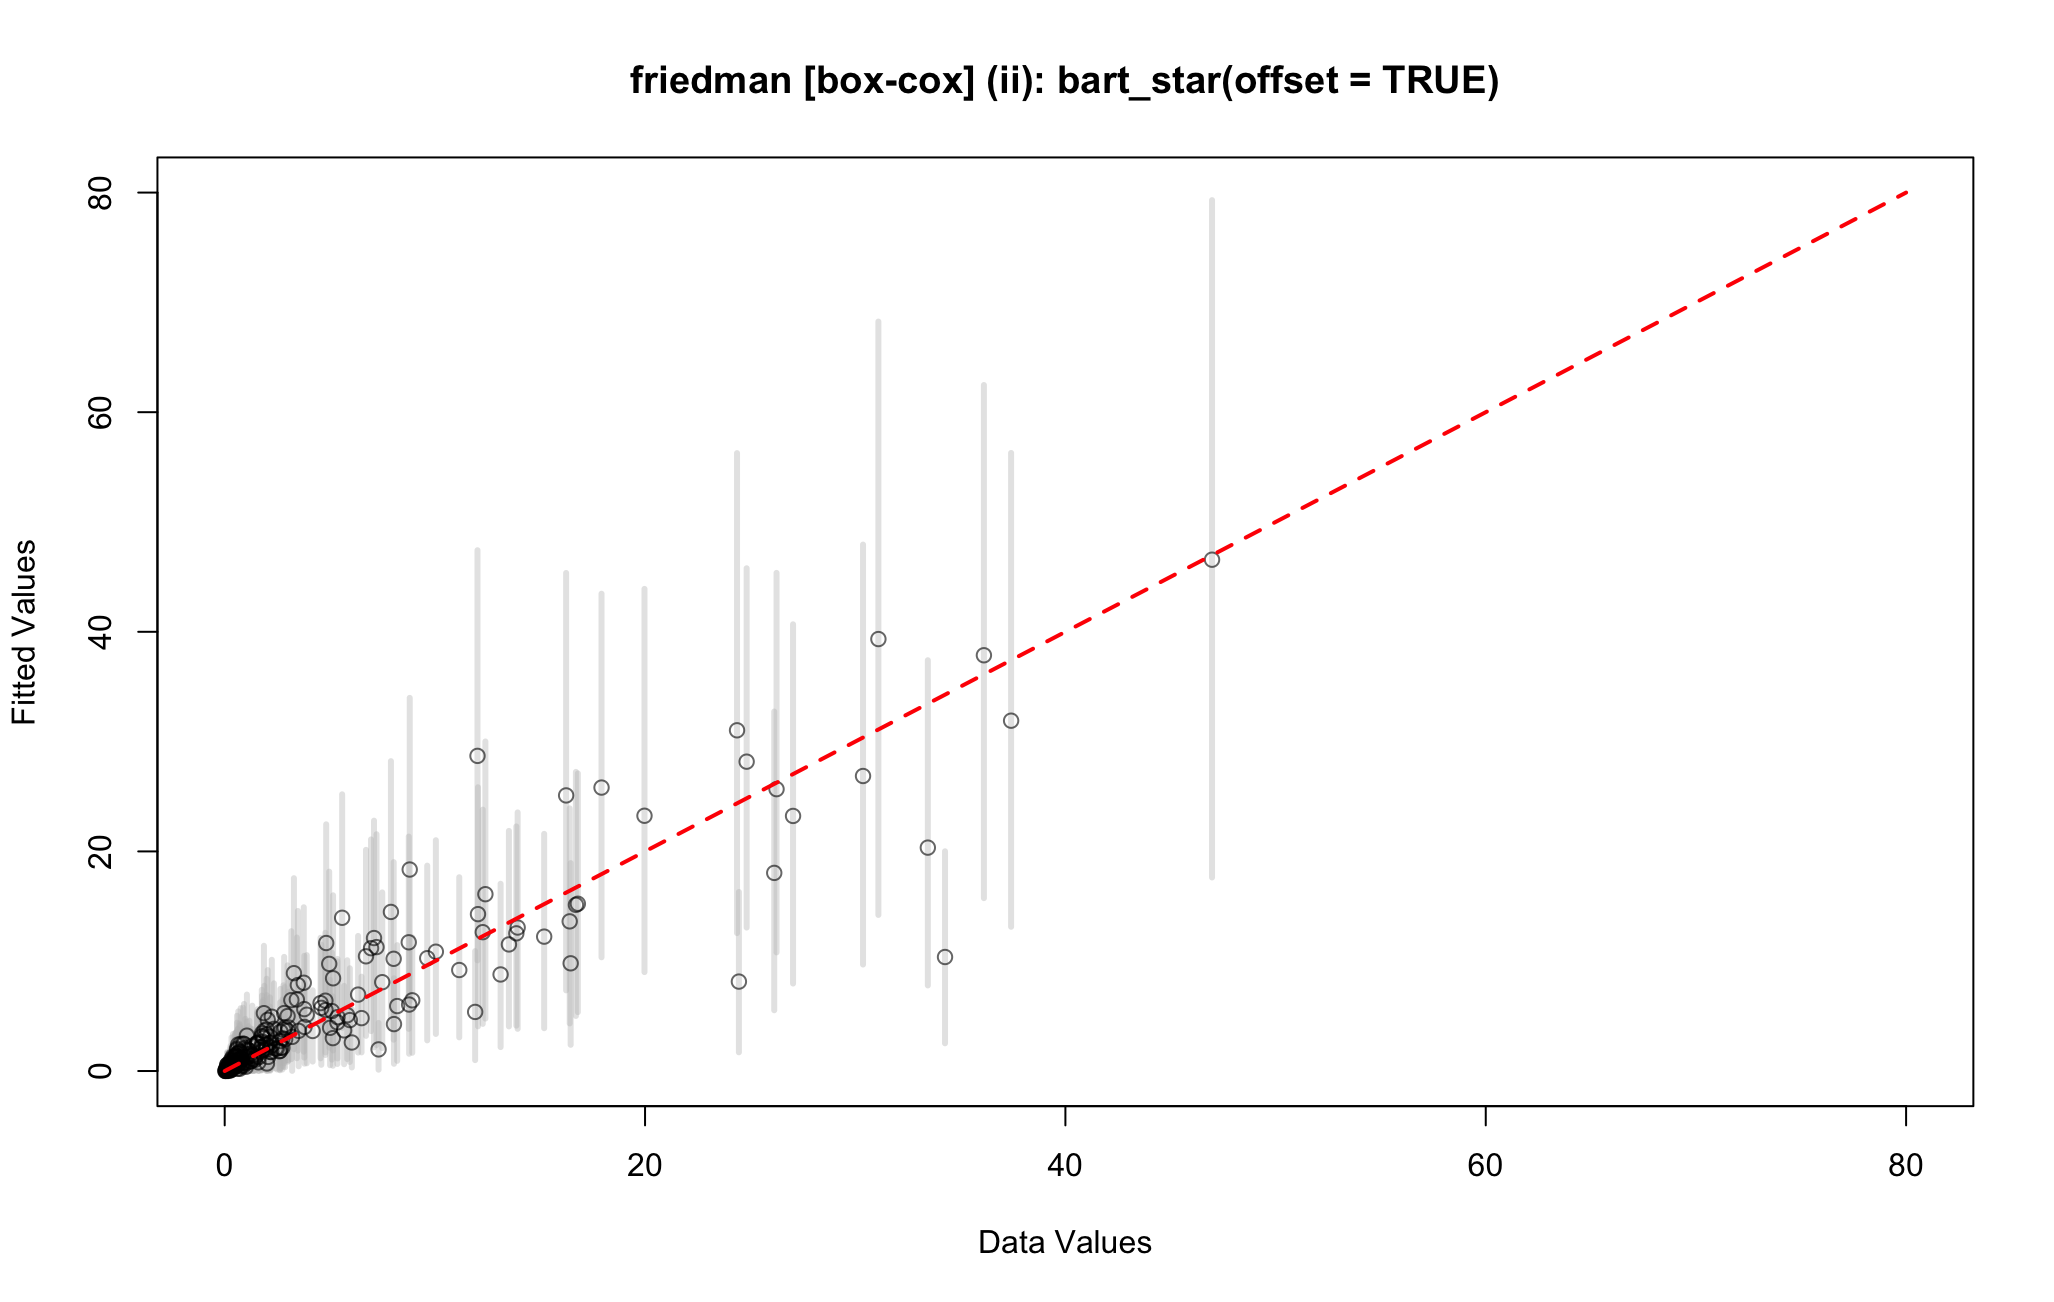 friedman [box-cox] (ii): bart_star(offset = TRUE)
Fitted Values
80
60
40
20
0
0 20 40 60 80
Data Values